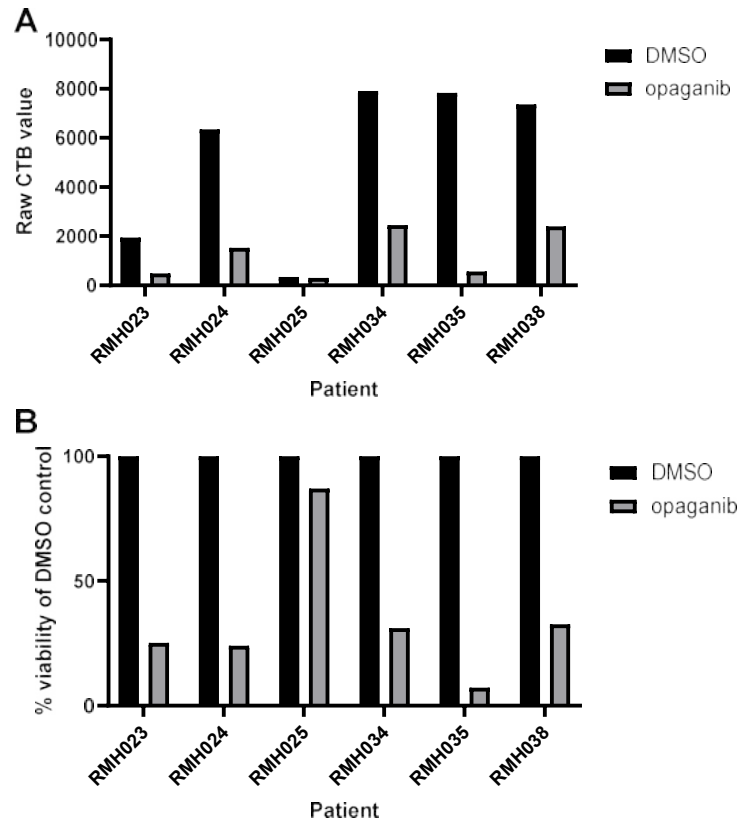 A
Raw CTB value
10000
8000
6000
4000
2000
0
RMH023
RMH024
RMH025
RMH034
RMH035
RMH038
Patient
DMSO
opaganib
B
% viability of DMSO control
100
50
0
RMH023
RMH024
RMH025
RMH034
RMH035
RMH038
Patient
DMSO
opaganib